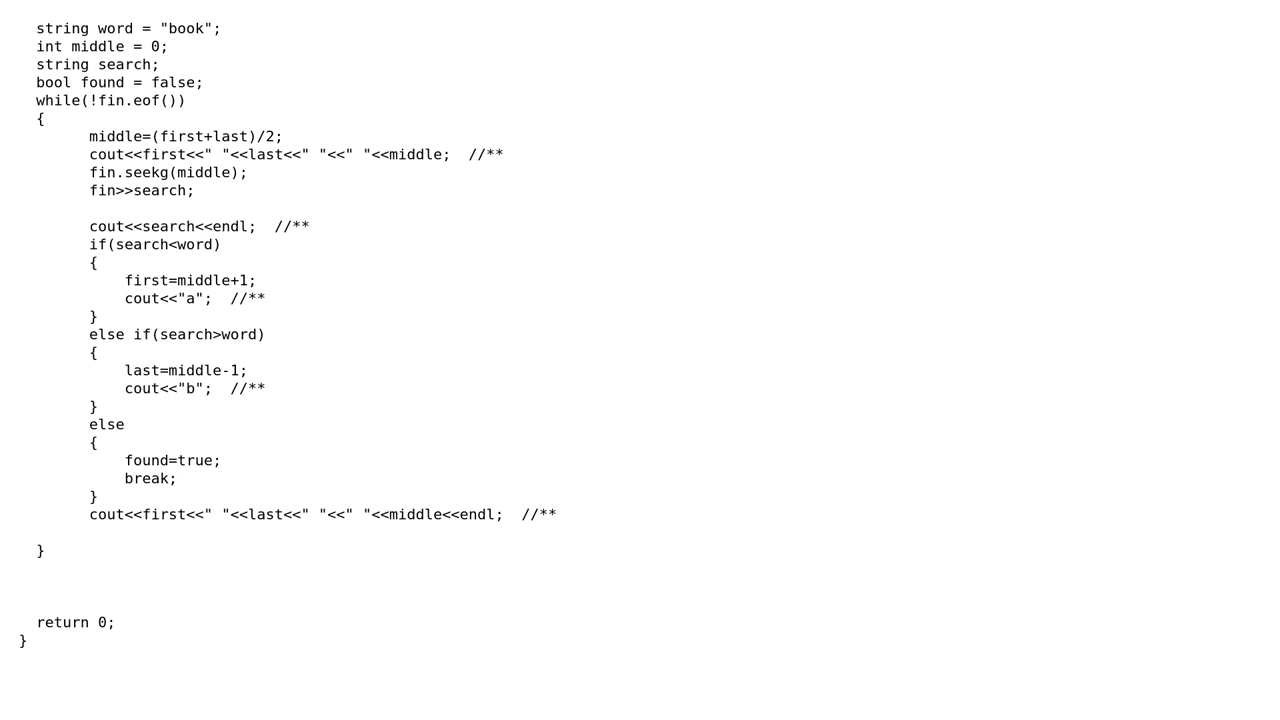 string word = "book";
int middle = 0;
string search;
bool found = false;
while(!fin.eof())
{
middle=(first+last)/2;
cout<<first<<" "<<last<<" "<<" "<<middle;  //**
fin.seekg(middle);
fin>>search;
cout<<search<<endl;  //**
if(search<word)
{
first=middle+1;
cout<<"a";  //**
}
else if(search>word)
{
last=middle-1;
cout<<"b";  //**
}
else
{
found=true;
break;
}
cout<<first<<" "<<last<<" "<<" "<<middle<<endl;  //**
}
return 0;
}